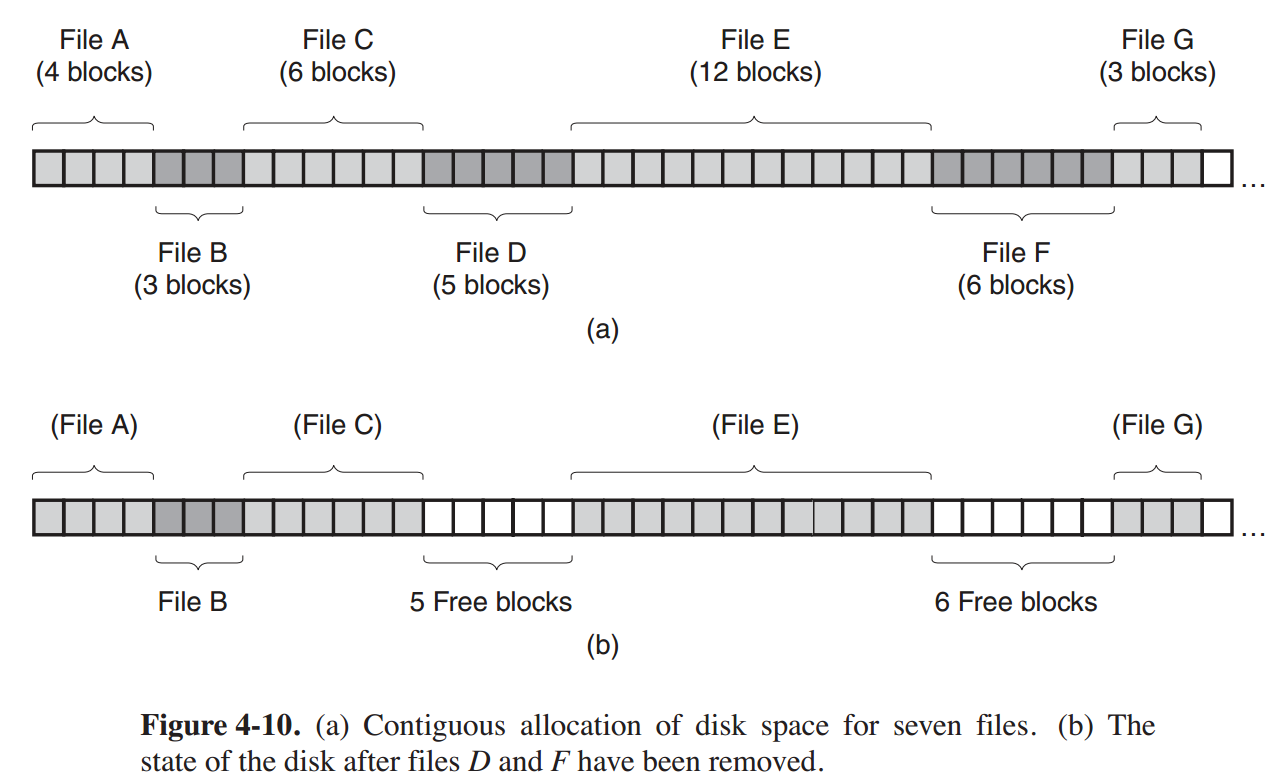 File A
(4 blocks)
File C
(6 blocks)
File E
(12 blocks)
File G
(3 blocks)
...
File B
(3 blocks)
File D
(5 blocks)
File F
(6 blocks)
(a)
(File A)
(File C)
(File E)
(File G)
...
File B
5 Free blocks
6 Free blocks
(b)
Figure 4-10. (a) Contiguous allocation of disk space for seven files. (b) The
state of the disk after files D and F have been removed.